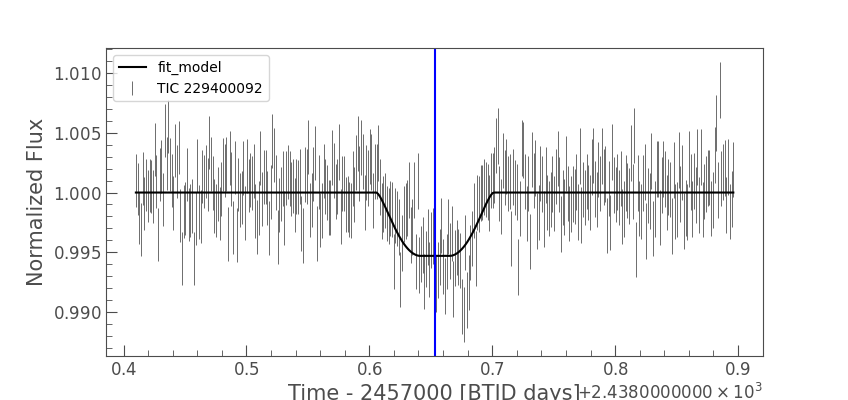 fit_model
TIC 229400092
Normalized Flux
1.010
1.005
1.000
0.995
0.990
0.4 0.5 0.6 0.7 0.8 0.9
Time - 2457000 [BTJD days]
+2.4380000000 × 10³